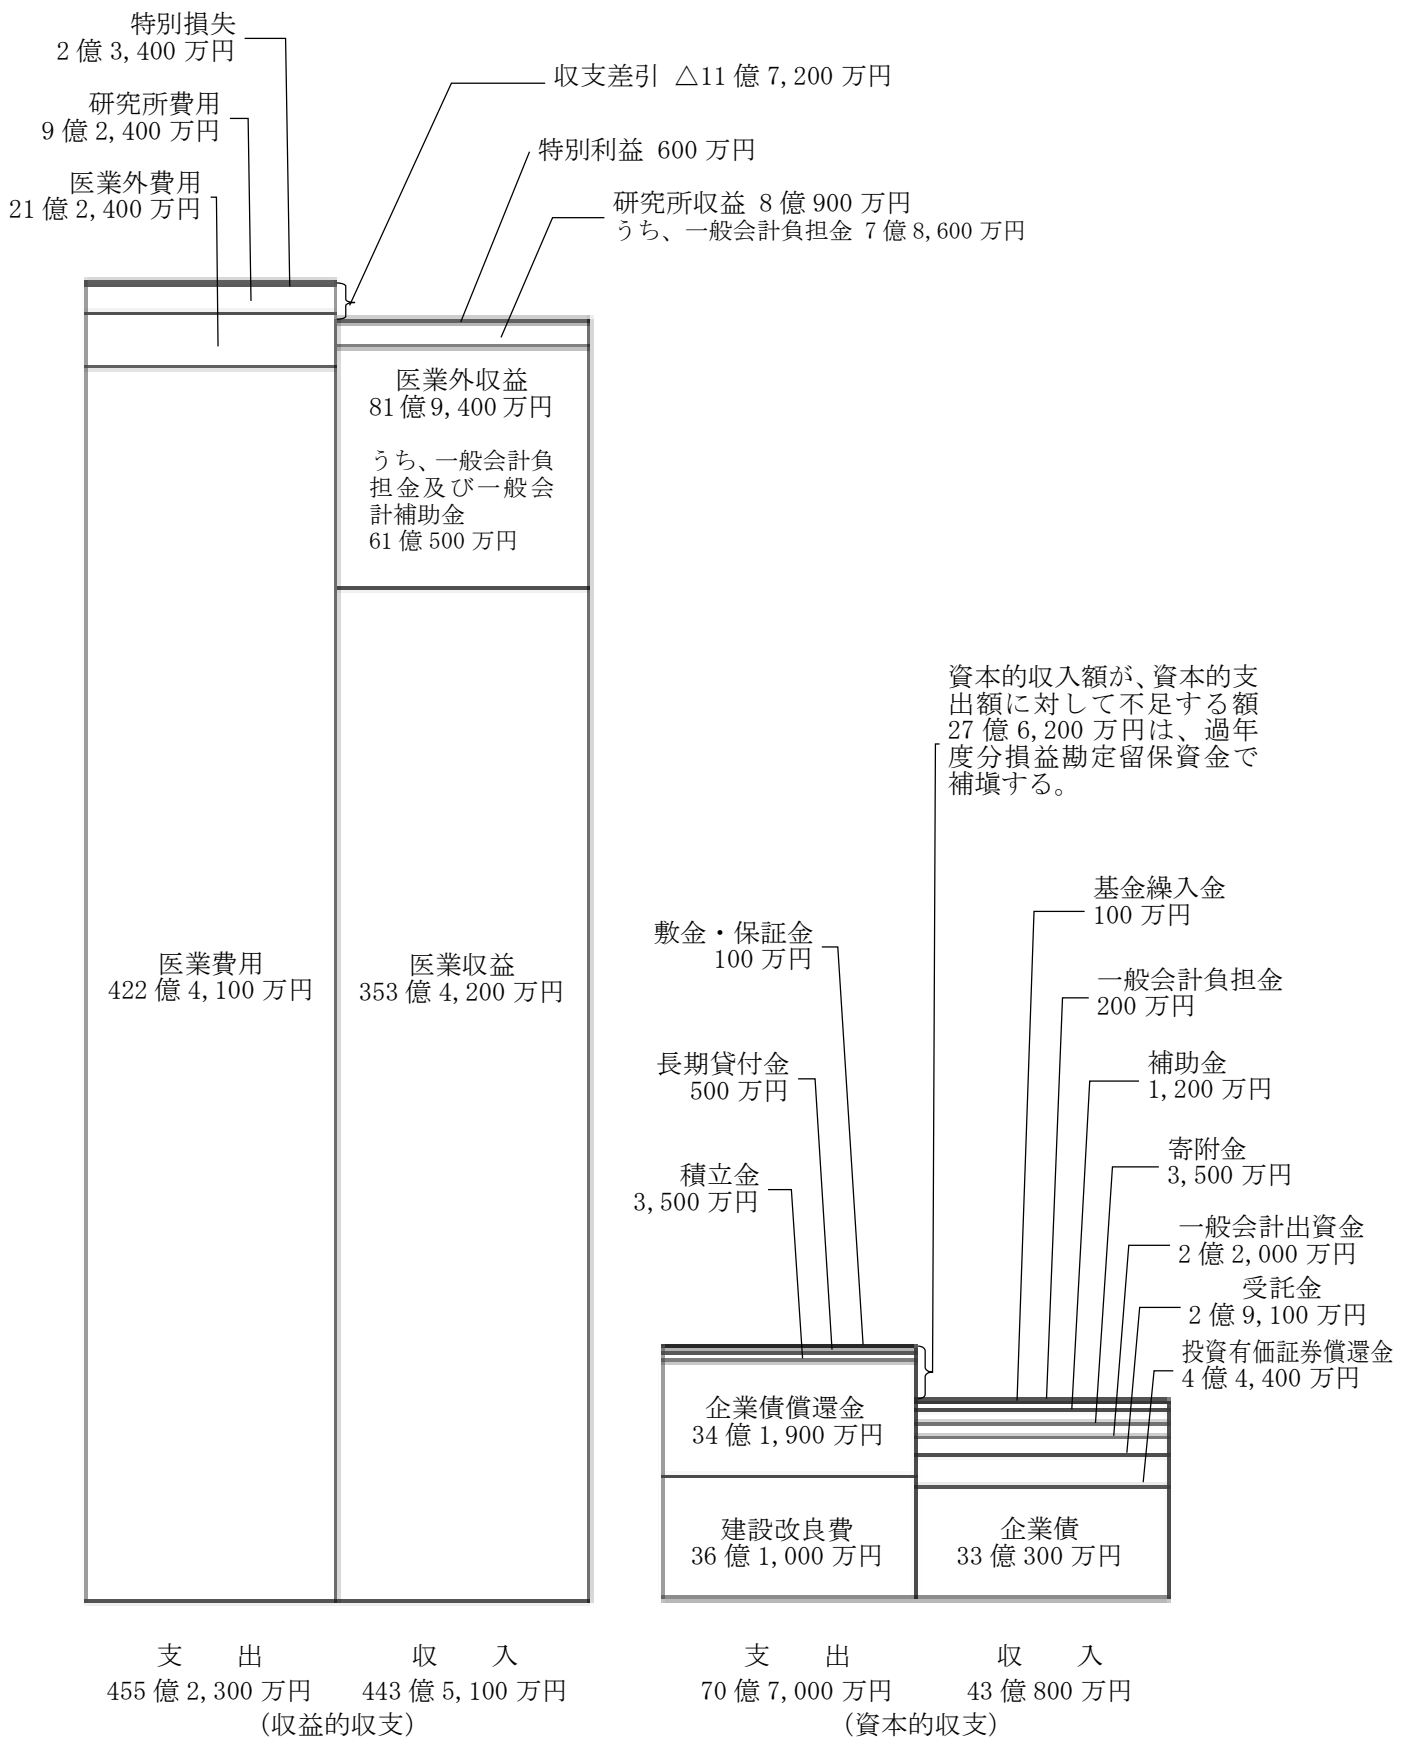 特別損失
2億3,400万円
収支差引 △11億7,200万円
研究所費用
9億2,400万円
特別利益 600万円
医業外費用
21億2,400万円
研究所収益 8億900万円
うち、一般会計負担金 7億8,600万円
医業外収益
81億9,400万円
うち、一般会計負
担金及び一般会
計補助金
61億500万円
医業費用
422億4,100万円
医業収益
353億4,200万円
支出
455億2,300万円
収入
443億5,100万円
（収益的収支）
資本的収入額が、資本的支
出額に対して不足する額
27億6,200万円は、過年
度分損益勘定留保資金で
補塡する。
敷金・保証金
100万円
長期貸付金
500万円
積立金
3,500万円
基金繰入金
100万円
一般会計負担金
200万円
補助金
1,200万円
寄附金
3,500万円
一般会計出資金
2億2,000万円
受託金
2億9,100万円
投資有価証券償還金
4億4,400万円
企業債償還金
34億1,900万円
建設改良費
36億1,000万円
企業債
33億300万円
支出
70億7,000万円
収入
43億800万円
（資本的収支）